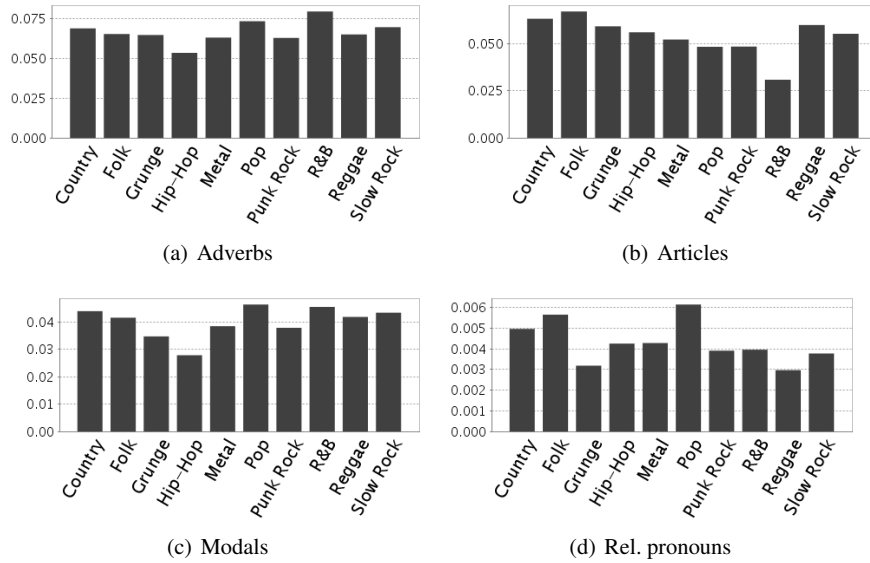 0.075
0.050
0.025
0.000
Country
Folk
Grunge
Hip-Hop
Metal
Pop
Punk Rock
R&B
Reggae
Slow Rock
(a) Adverbs
0.050
0.025
0.000
Country
Folk
Grunge
Hip-Hop
Metal
Pop
Punk Rock
R&B
Reggae
Slow Rock
(b) Articles
0.04
0.03
0.02
0.01
0.00
Country
Folk
Grunge
Hip-Hop
Metal
Pop
Punk Rock
R&B
Reggae
Slow Rock
(c) Modals
0.006
0.005
0.004
0.003
0.002
0.001
0.000
Country
Folk
Grunge
Hip-Hop
Metal
Pop
Punk Rock
R&B
Reggae
Slow Rock
(d) Rel. pronouns